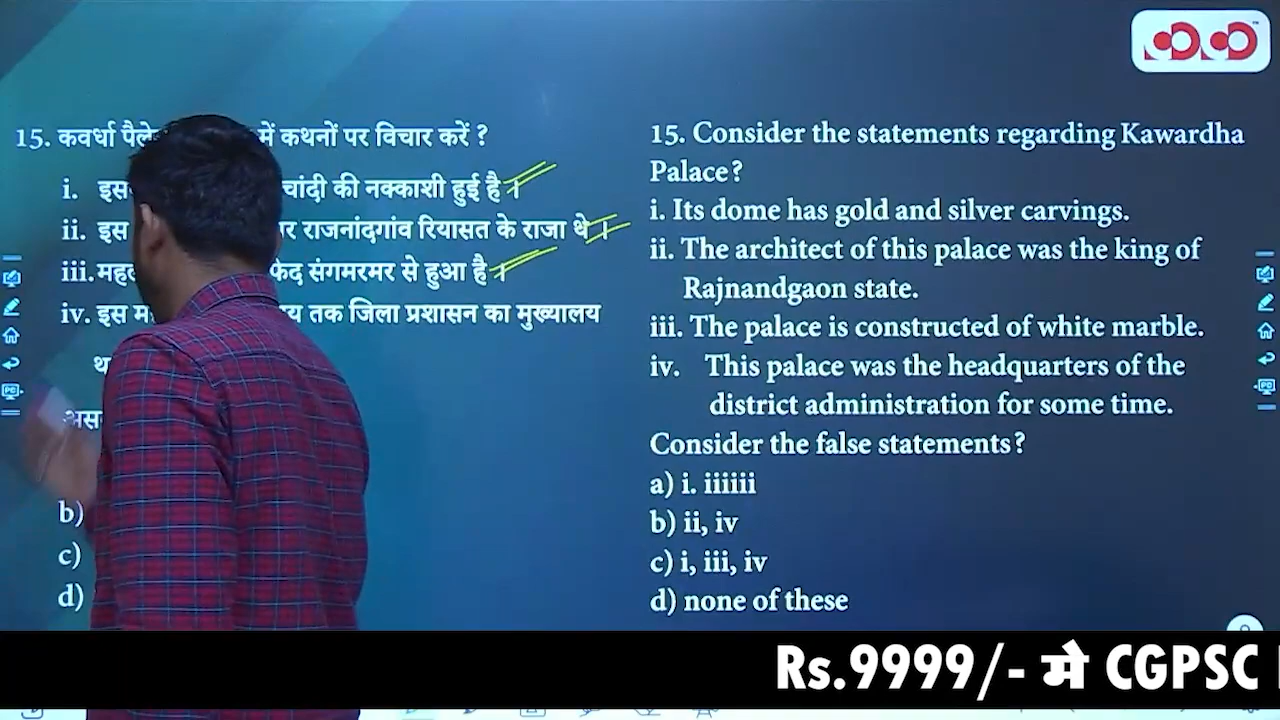 15. कवर्धा में कथनों पर विचार करें ?
i. चांदी की नक्काशी हुई है ।
ii. इस राजनांदगांव रियासत के राजा थे ।
iii. संगमरमर से हुआ है ।
iv. इस तक जिला प्रशासन का मुख्यालय
b)
c)
d)
15. Consider the statements regarding Kawardha
Palace?
i. Its dome has gold and silver carvings.
ii. The architect of this palace was the king of
Rajnandgaon state.
iii. The palace is constructed of white marble.
iv. This palace was the headquarters of the
district administration for some time.
Consider the false statements?
a) i. iiiiii
b) ii, iv
c) i, iii, iv
d) none of these
Rs.9999/- मे CGPSC